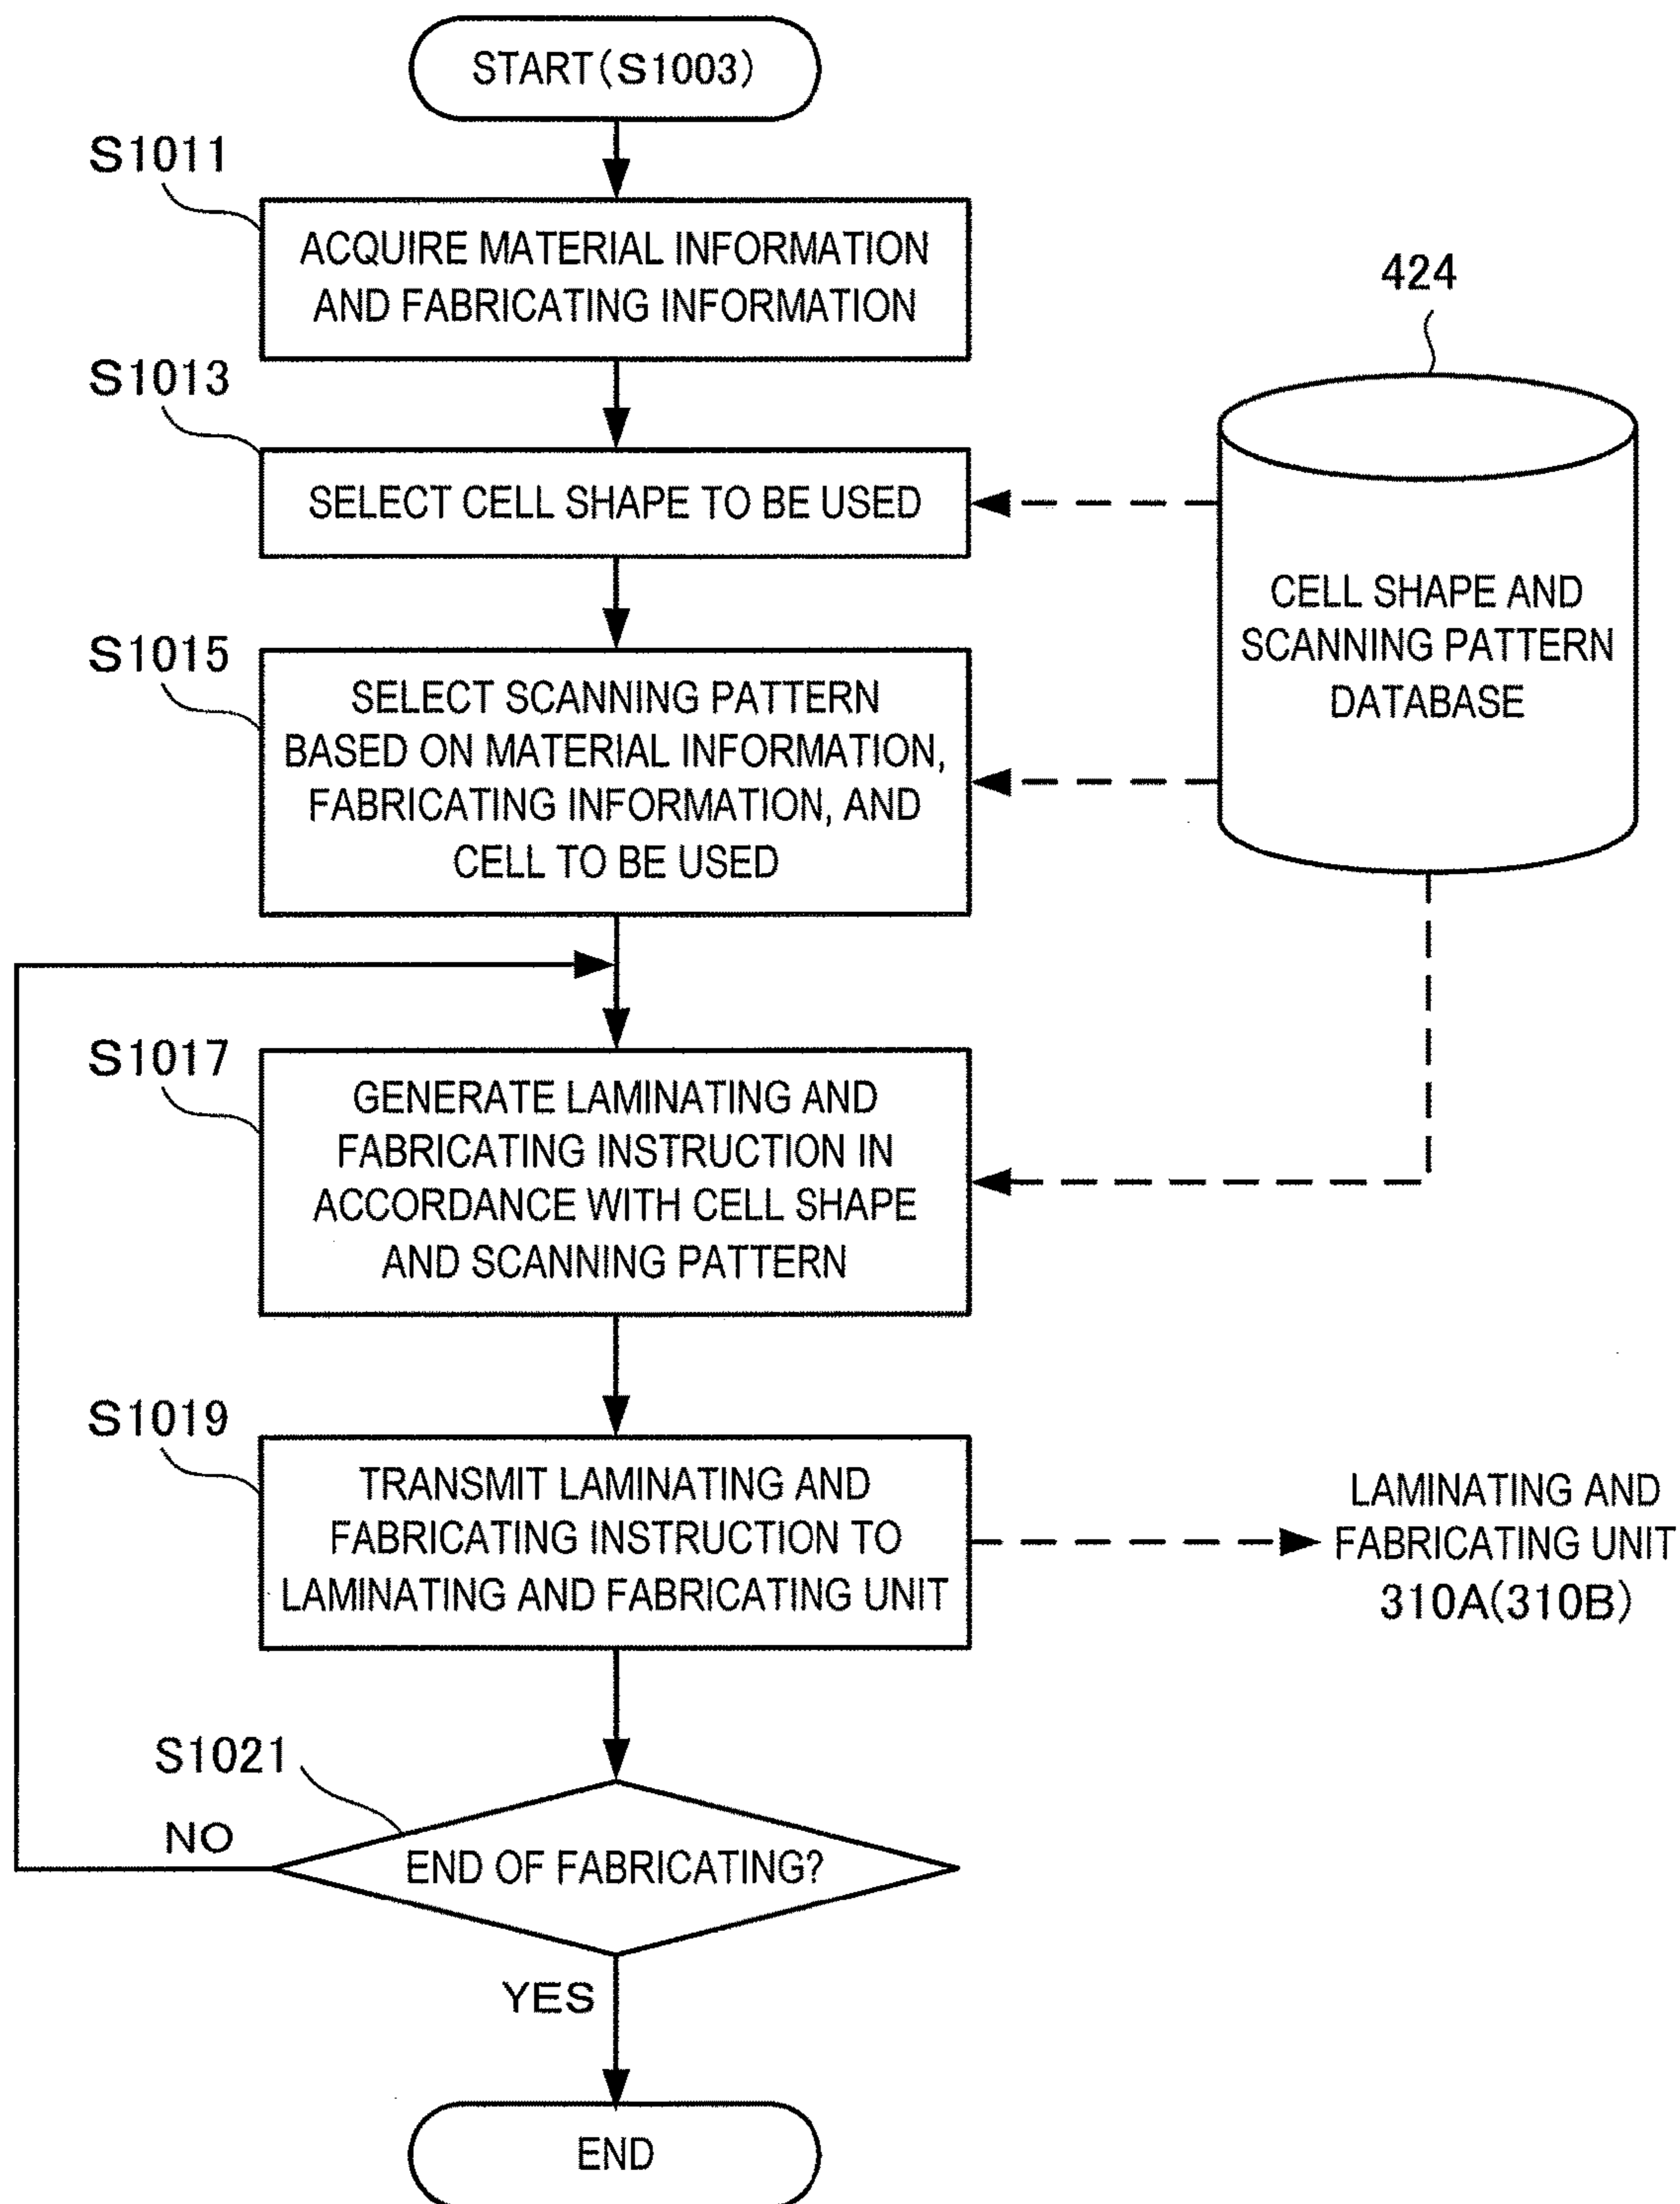 START(S1003)
S1011
ACQUIRE MATERIAL INFORMATION
AND FABRICATING INFORMATION
424
S1013
SELECT CELL SHAPE TO BE USED
CELL SHAPE AND
SCANNING PATTERN
DATABASE
S1015
SELECT SCANNING PATTERN
BASED ON MATERIAL INFORMATION,
FABRICATING INFORMATION, AND
CELL TO BE USED
S1017
GENERATE LAMINATING AND
FABRICATING INSTRUCTION IN
ACCORDANCE WITH CELL SHAPE
AND SCANNING PATTERN
S1019
TRANSMIT LAMINATING AND
FABRICATING INSTRUCTION TO
LAMINATING AND FABRICATING UNIT
LAMINATING AND
FABRICATING UNIT
310A(310B)
S1021
NO
END OF FABRICATING?
YES
END